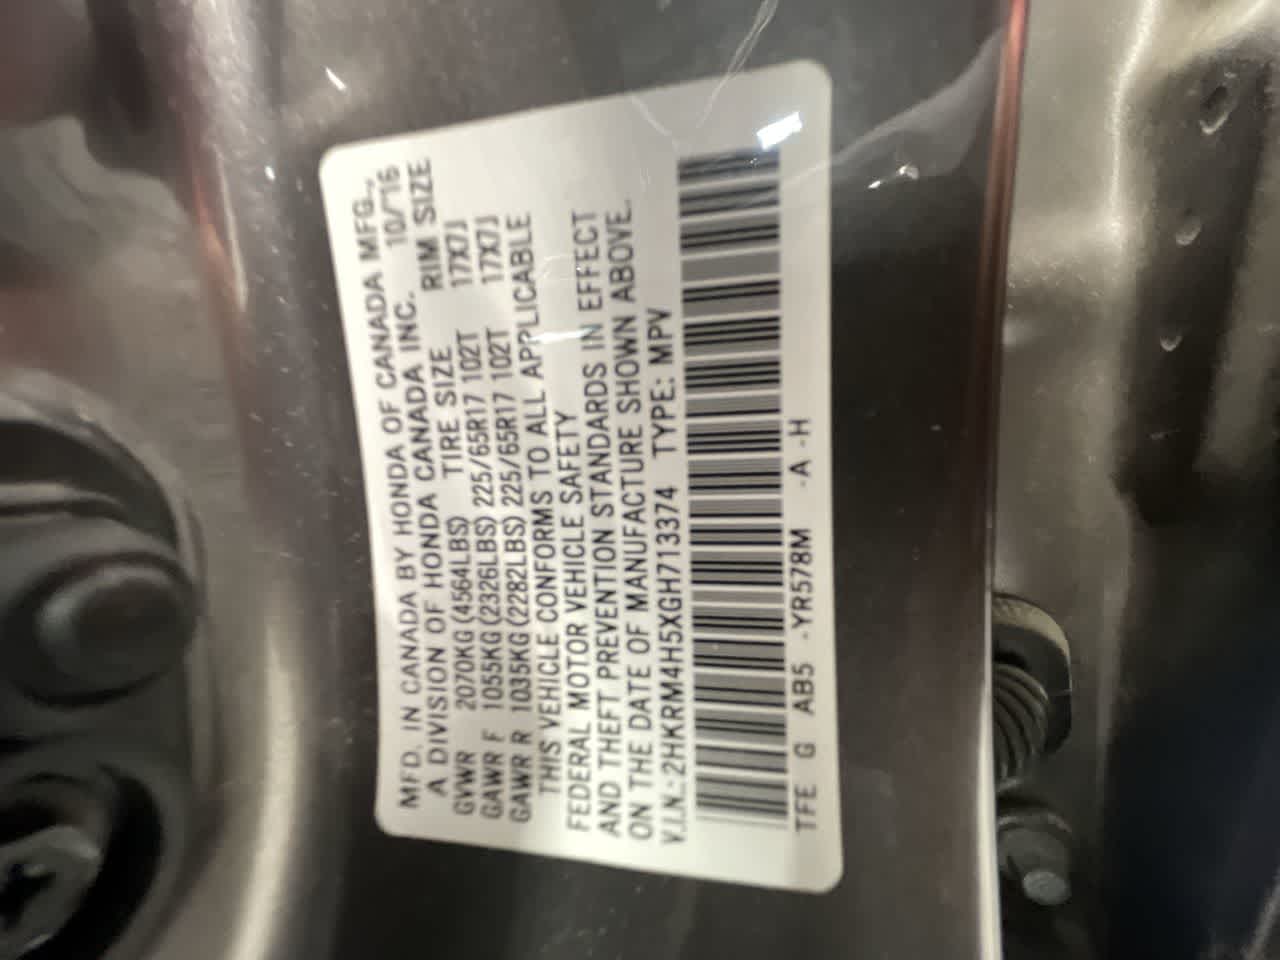 MFD. IN CANADA BY HONDA OF CANADA MFG.,
A DIVISION OF HONDA CANADA INC. 10/'16
TIRE SIZE RIM SIZE
GVWR 2070KG(4564LBS)
GAWR F 1055KG(2326LBS) 225/65R17 102T 17X7J
GAWR R 1035KG(2282LBS) 225/65R17 102T 17X7J
THIS VEHICLE CONFORMS TO ALL APPLICABLE
FEDERAL MOTOR VEHICLE SAFETY
AND THEFT PREVENTION STANDARDS IN EFFECT
ON THE DATE OF MANUFACTURE SHOWN ABOVE.
V.I.N.: 2HKRM4H5XGH713374 TYPE: MPV
TFE G AB5 -YR578M -A -H